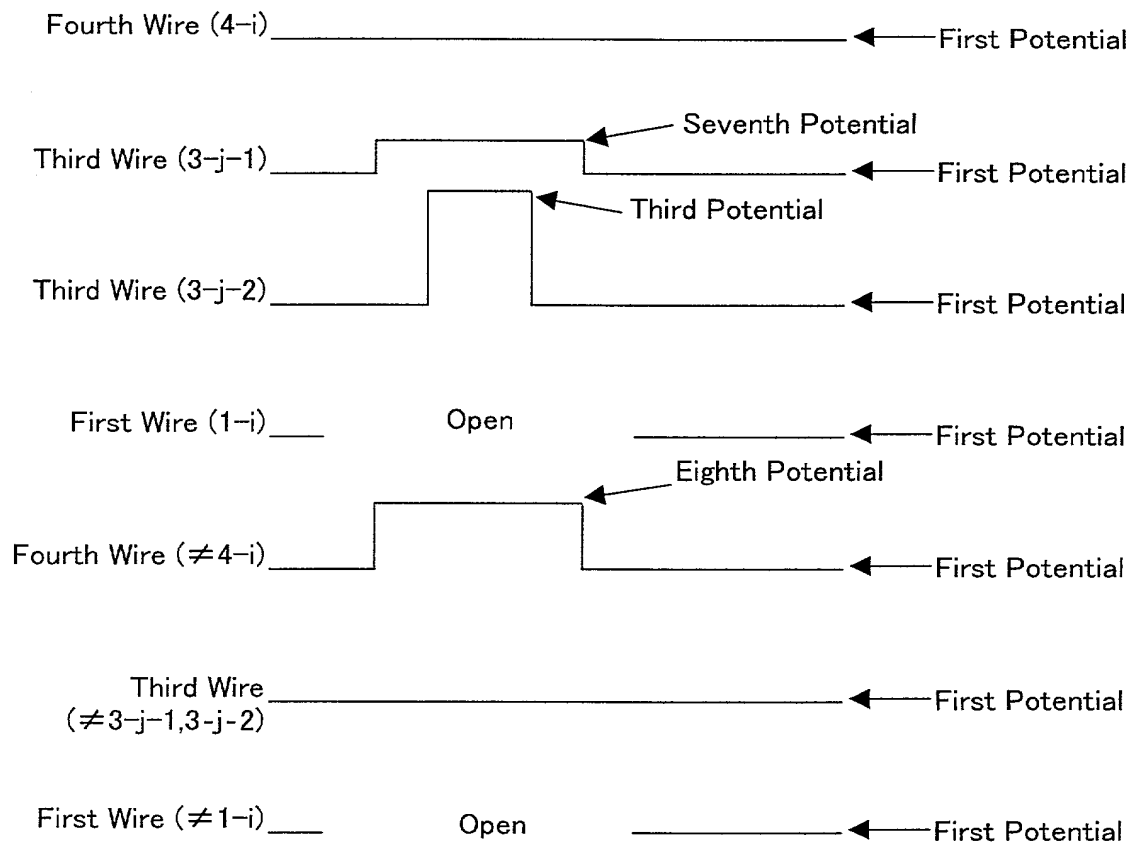 Fourth Wire (4-i)
First Potential
Seventh Potential
Third Wire (3-j-1)
First Potential
Third Potential
Third Wire (3-j-2)
First Potential
First Wire (1-i)
Open
First Potential
Eighth Potential
Fourth Wire (≠4-i)
First Potential
Third Wire
(≠3-j-1,3-j-2)
First Potential
First Wire (≠1-i)
Open
First Potential